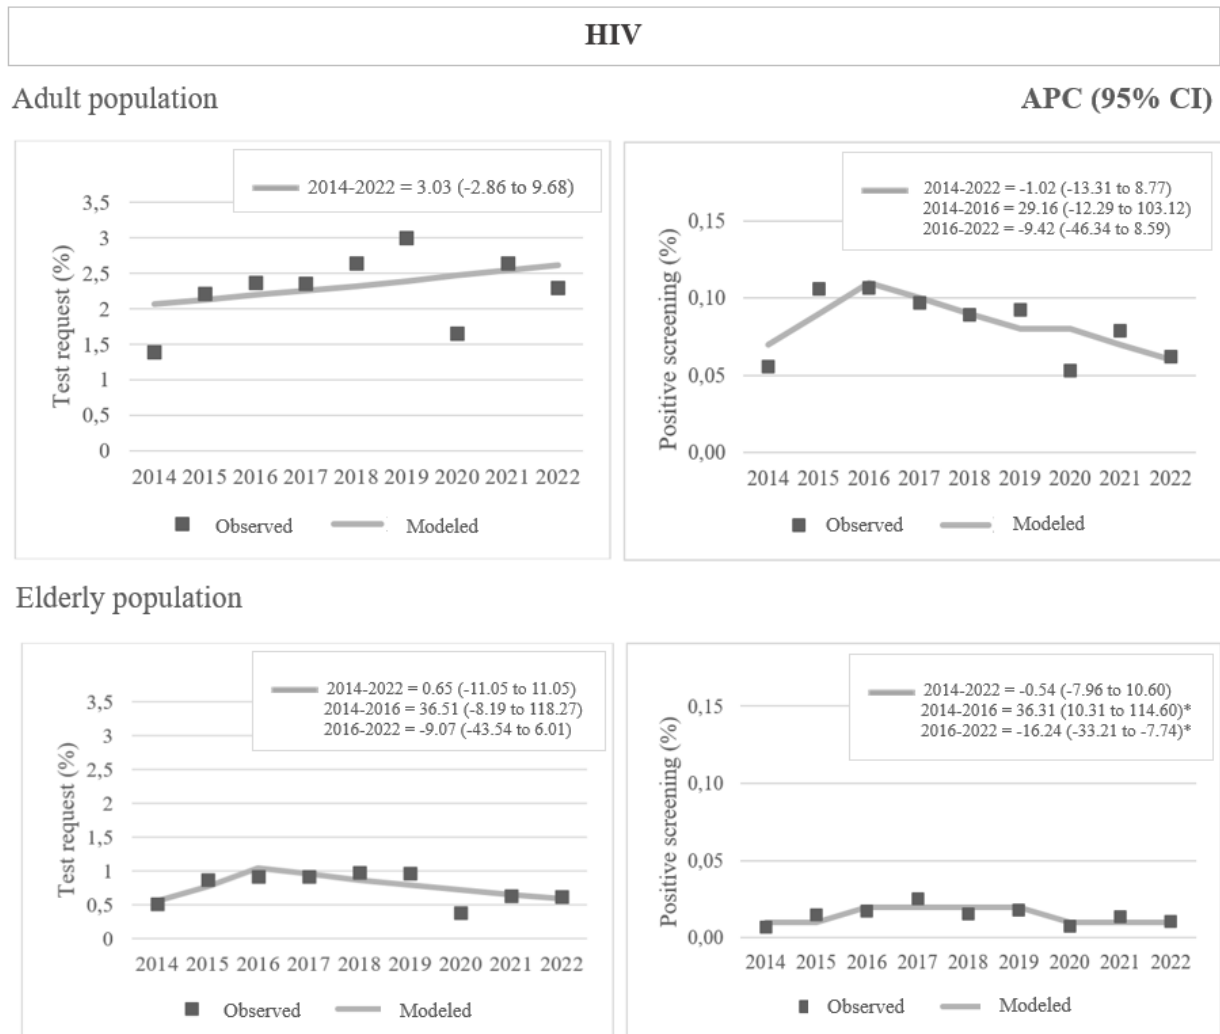 HIV
Adult population
APC (95% CI)
2014-2022 = 3.03 (-2.86 to 9.68)
3,5
3
2,5
2
1,5
1
0,5
0
Test request (%)
2014 2015 2016 2017 2018 2019 2020 2021 2022
Observed Modeled
2014-2022 = -1.02 (-13.31 to 8.77)
2014-2016 = 29.16 (-12.29 to 103.12)
2016-2022 = -9.42 (-46.34 to 8.59)
0,15
0,10
0,05
0,00
Positive screening (%)
2014 2015 2016 2017 2018 2019 2020 2021 2022
Observed Modeled
Elderly population
2014-2022 = 0.65 (-11.05 to 11.05)
2014-2016 = 36.51 (-8.19 to 118.27)
2016-2022 = -9.07 (-43.54 to 6.01)
3,5
3
2,5
2
1,5
1
0,5
0
Test request (%)
2014 2015 2016 2017 2018 2019 2020 2021 2022
Observed Modeled
2014-2022 = -0.54 (-7.96 to 10.60)
2014-2016 = 36.31 (10.31 to 114.60)*
2016-2022 = -16.24 (-33.21 to -7.74)*
0,15
0,10
0,05
0,00
Positive screening (%)
2014 2015 2016 2017 2018 2019 2020 2021 2022
Observed Modeled